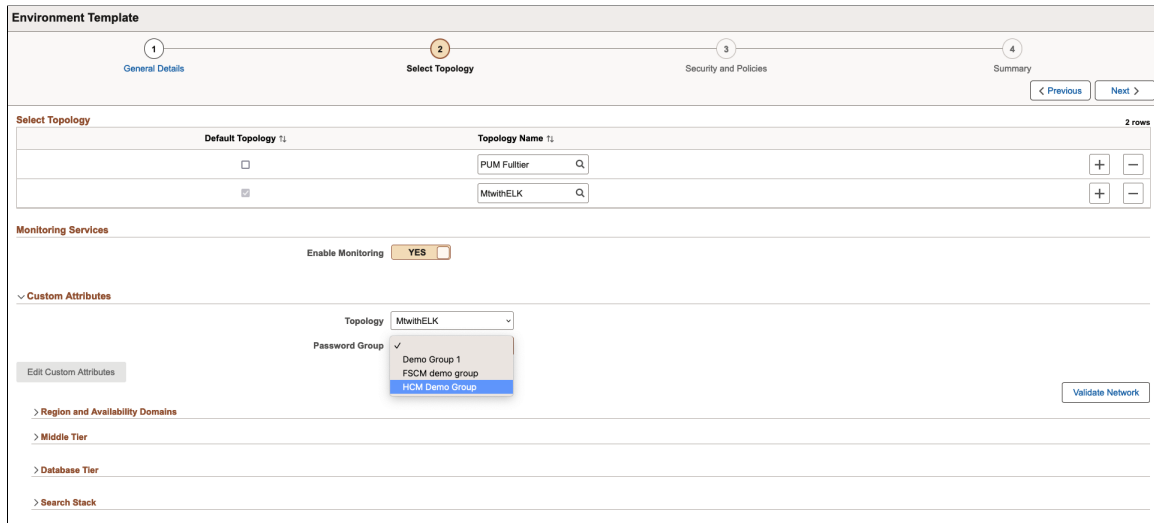 Environment Template
1 2 3 4
General Details Select Topology Security and Policies Summary
Previous Next
Select Topology 2 rows
Default Topology Topology Name
PUM Fulltier
MtwithELK
Monitoring Services
Enable Monitoring YES
Custom Attributes
Topology MtwithELK
Password Group
Demo Group 1
FSCM demo group
HCM Demo Group
Edit Custom Attributes
Validate Network
Region and Availability Domains
Middle Tier
Database Tier
Search Stack